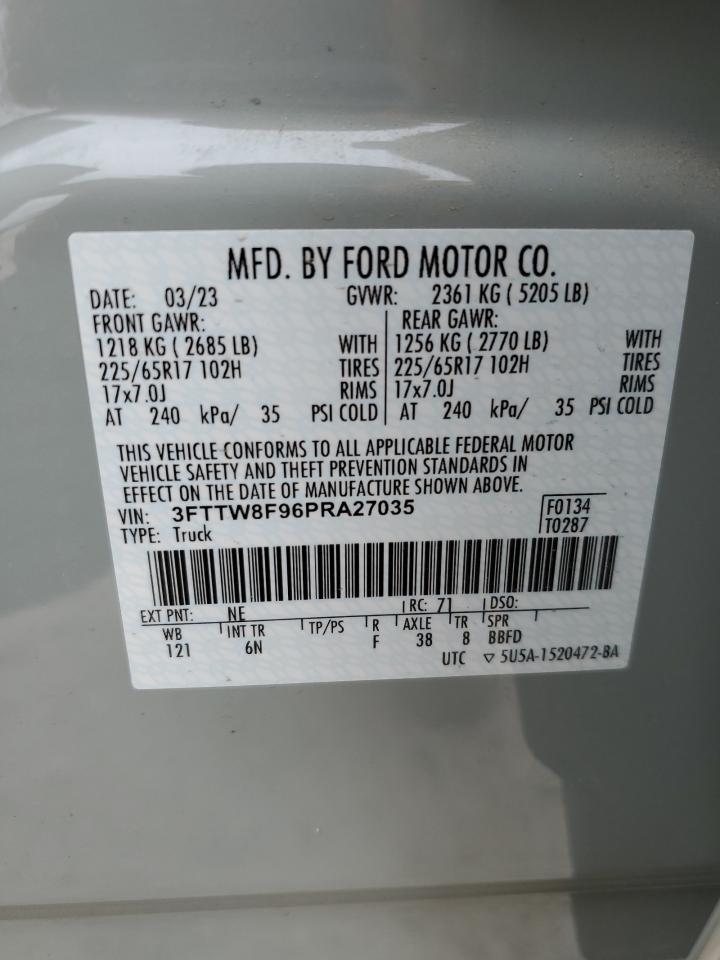 MFD. BY FORD MOTOR CO.
DATE: 03/23 GVWR: 2361 KG ( 5205 LB)
FRONT GAWR: REAR GAWR:
1218 KG ( 2685 LB) WITH 1256 KG ( 2770 LB) WITH
225/65R17 102H TIRES 225/65R17 102H TIRES
17x7.0J RIMS 17x7.0J RIMS
AT 240 kPa/ 35 PSI COLD AT 240 kPa/ 35 PSI COLD
THIS VEHICLE CONFORMS TO ALL APPLICABLE FEDERAL MOTOR
VEHICLE SAFETY AND THEFT PREVENTION STANDARDS IN
EFFECT ON THE DATE OF MANUFACTURE SHOWN ABOVE.
VIN: 3FTTW8F96PRA27035 F0134
TYPE: Truck T0287
EXT PNT: NE RC: 71 DSO:
WB INT TR TP/PS R AXLE TR SPR
121 6N F 38 8 BBFD
UTC ▽ 5U5A-1520472-BA